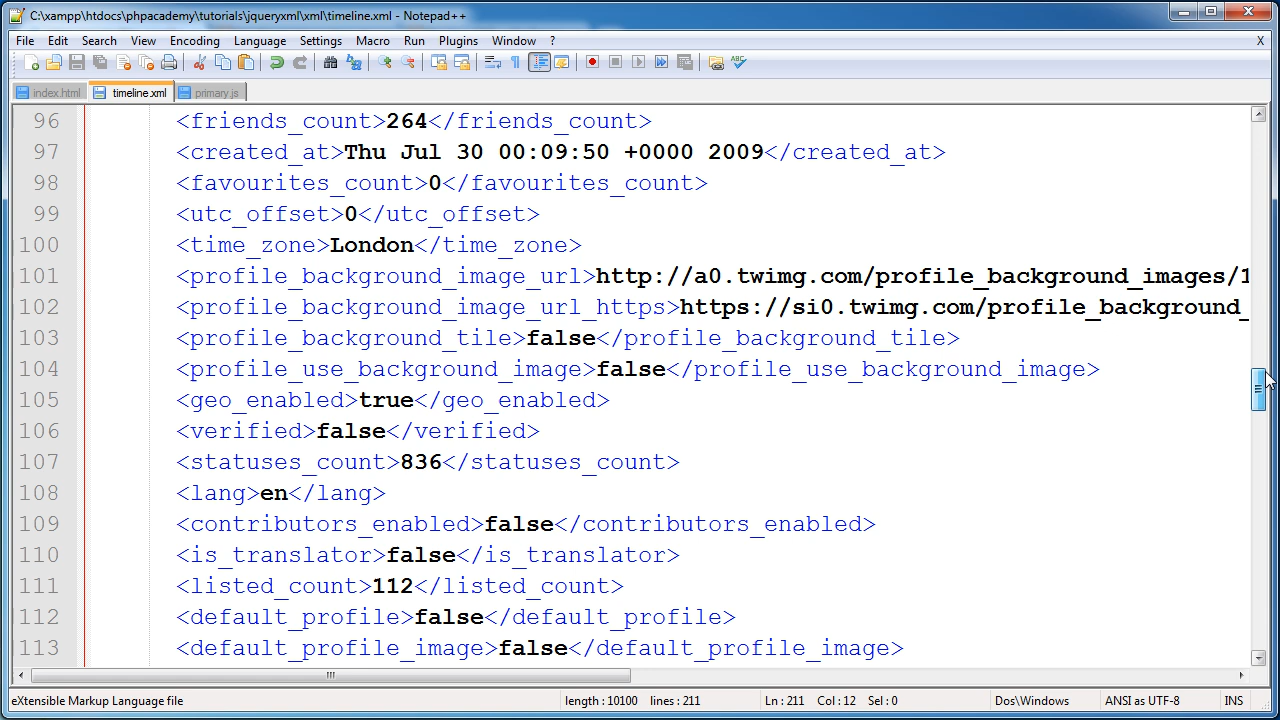 C:\xampp\htdocs\phpacademy\tutorials\jqueryxml\xml\timeline.xml - Notepad++
File Edit Search View Encoding Language Settings Macro Run Plugins Window ? X
index.html timeline.xml primary.js
96 <friends_count>264</friends_count>
97 <created_at>Thu Jul 30 00:09:50 +0000 2009</created_at>
98 <favourites_count>0</favourites_count>
99 <utc_offset>0</utc_offset>
100 <time_zone>London</time_zone>
101 <profile_background_image_url>http://a0.twimg.com/profile_background_images/1
102 <profile_background_image_url_https>https://si0.twimg.com/profile_background_
103 <profile_background_tile>false</profile_background_tile>
104 <profile_use_background_image>false</profile_use_background_image>
105 <geo_enabled>true</geo_enabled>
106 <verified>false</verified>
107 <statuses_count>836</statuses_count>
108 <lang>en</lang>
109 <contributors_enabled>false</contributors_enabled>
110 <is_translator>false</is_translator>
111 <listed_count>112</listed_count>
112 <default_profile>false</default_profile>
113 <default_profile_image>false</default_profile_image>
eXtensible Markup Language file length : 10100 lines : 211 Ln : 211 Col : 12 Sel : 0 Dos\Windows ANSI as UTF-8 INS